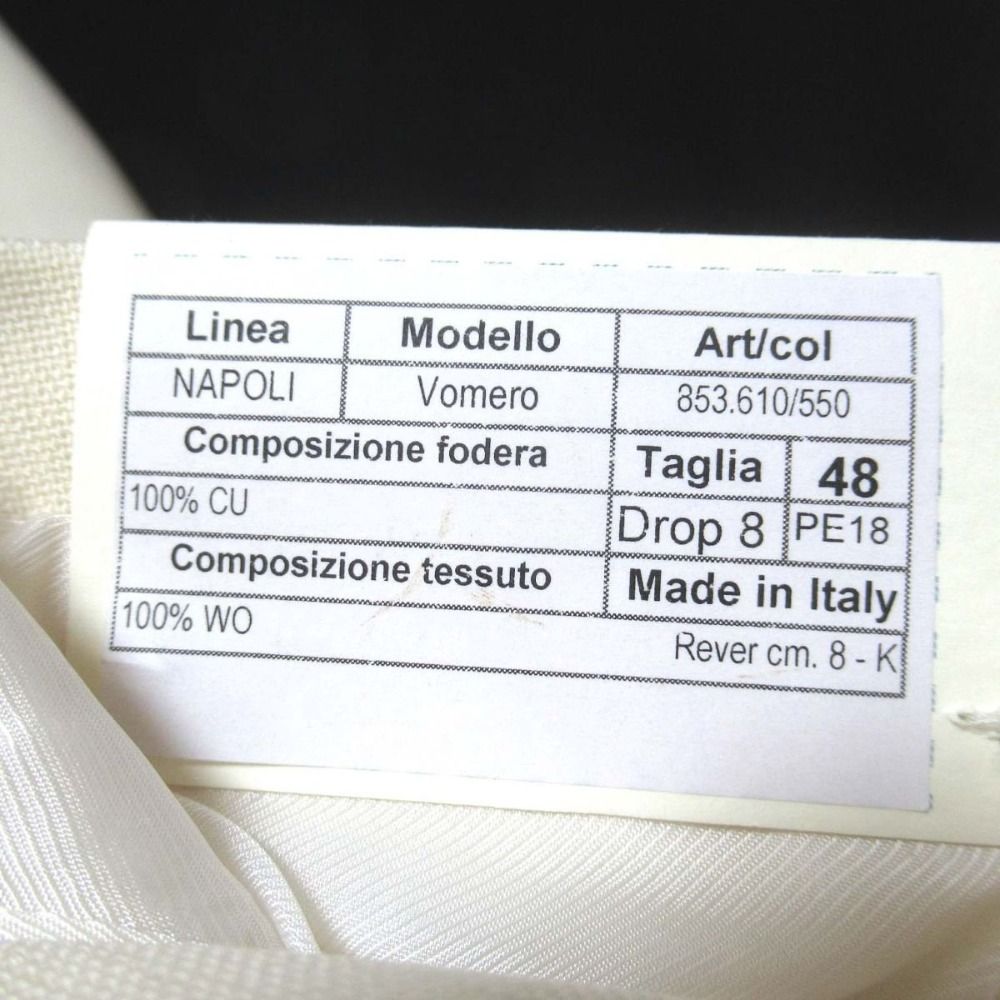 Linea Modello Art/col
NAPOLI Vomero 853.610/550
Composizione fodera Taglia 48
100% CU Drop 8 PE18
Composizione tessuto Made in Italy
100% WO Rever cm. 8 - K